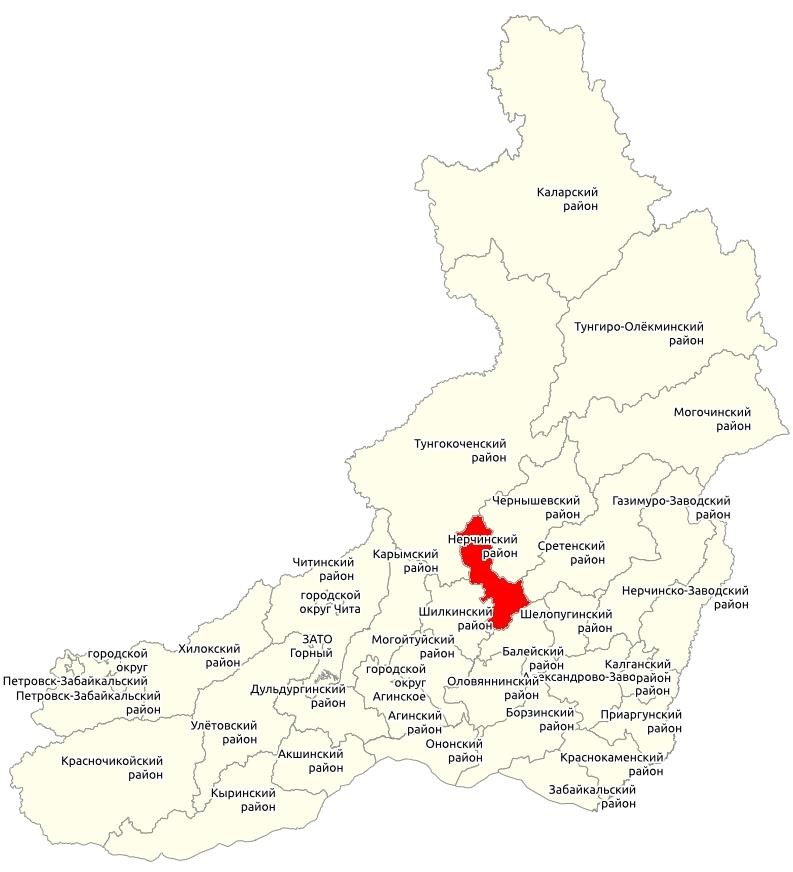 Каларский
район
Тунгиро-Олёкминский
район
Могочинский
район
Тунгокоченский
район
Чернышевский
район
Газимуро-Заводский
район
Нерчинский
район
Сретенский
район
Карымский
район
Читинский
район
городской
округ Чита
Нерчинско-Заводский
район
Шилкинский
район
Шелопугинский
район
ЗАТО
Горный
Могойтуйский
район
Хилокский
район
городской
округ
Петровск-Забайкальский
Петровск-Забайкальский
район
Балейский
район
Калганский
район
Александрово-Заводский
район
городской
округ
Агинское
Оловяннинский
район
Дульдургинский
район
Агинский
район
Борзинский
район
Приаргунский
район
Улётовский
район
Ононский
район
Акшинский
район
Красночикойский
район
Краснокаменский
район
Кыринский
район
Забайкальский
район